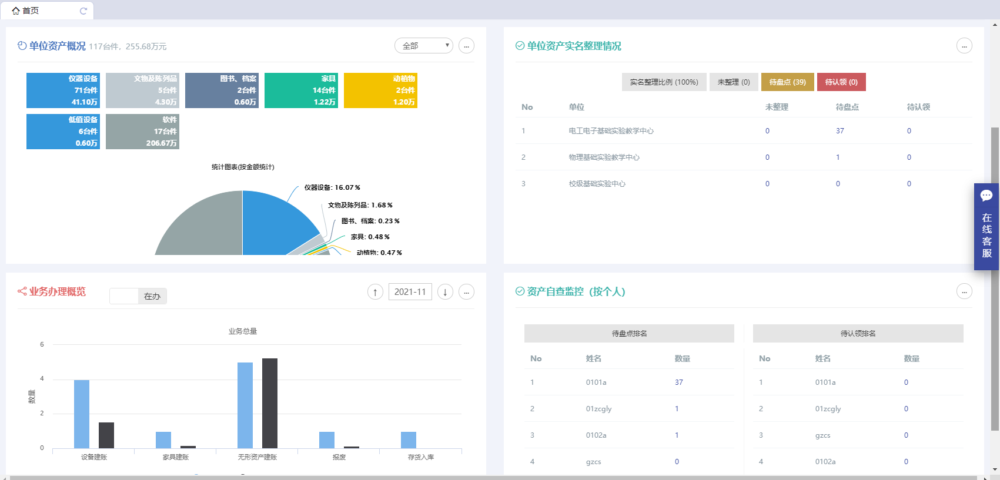 首页
单位资产概况 117台件，255.68万元
全部
...
仪器设备
71台件
41.10万
文物及陈列品
5台件
4.30万
图书、档案
2台件
0.60万
家具
14台件
1.22万
动植物
2台件
1.20万
低值设备
6台件
0.60万
软件
17台件
206.67万
统计图表(按金额统计)
仪器设备: 16.07 %
文物及陈列品: 1.68 %
图书、档案: 0.23 %
家具: 0.48 %
动植物: 0.47 %
单位资产实名整理情况
...
实名整理比例 (100%) 未整理 (0) 待盘点 (39) 待认领 (0)
No 单位 未整理 待盘点 待认领
1 电工电子基础实验教学中心 0 37 0
2 物理基础实验教学中心 0 1 0
3 校级基础实验中心 0 0 0
在线客服
业务办理概览
在办
↑ 2021-11 ↓ ...
业务总量
数量
6
4
2
0
设备建账 家具建账 无形资产建账 报废 存货入库
资产自查监控（按个人）
...
待盘点排名
No 姓名 数量
1 0101a 37
2 01zcgly 1
3 0102a 1
4 gzcs 0
待认领排名
No 姓名 数量
1 0101a 0
2 01zcgly 0
3 gzcs 0
4 0102a 0